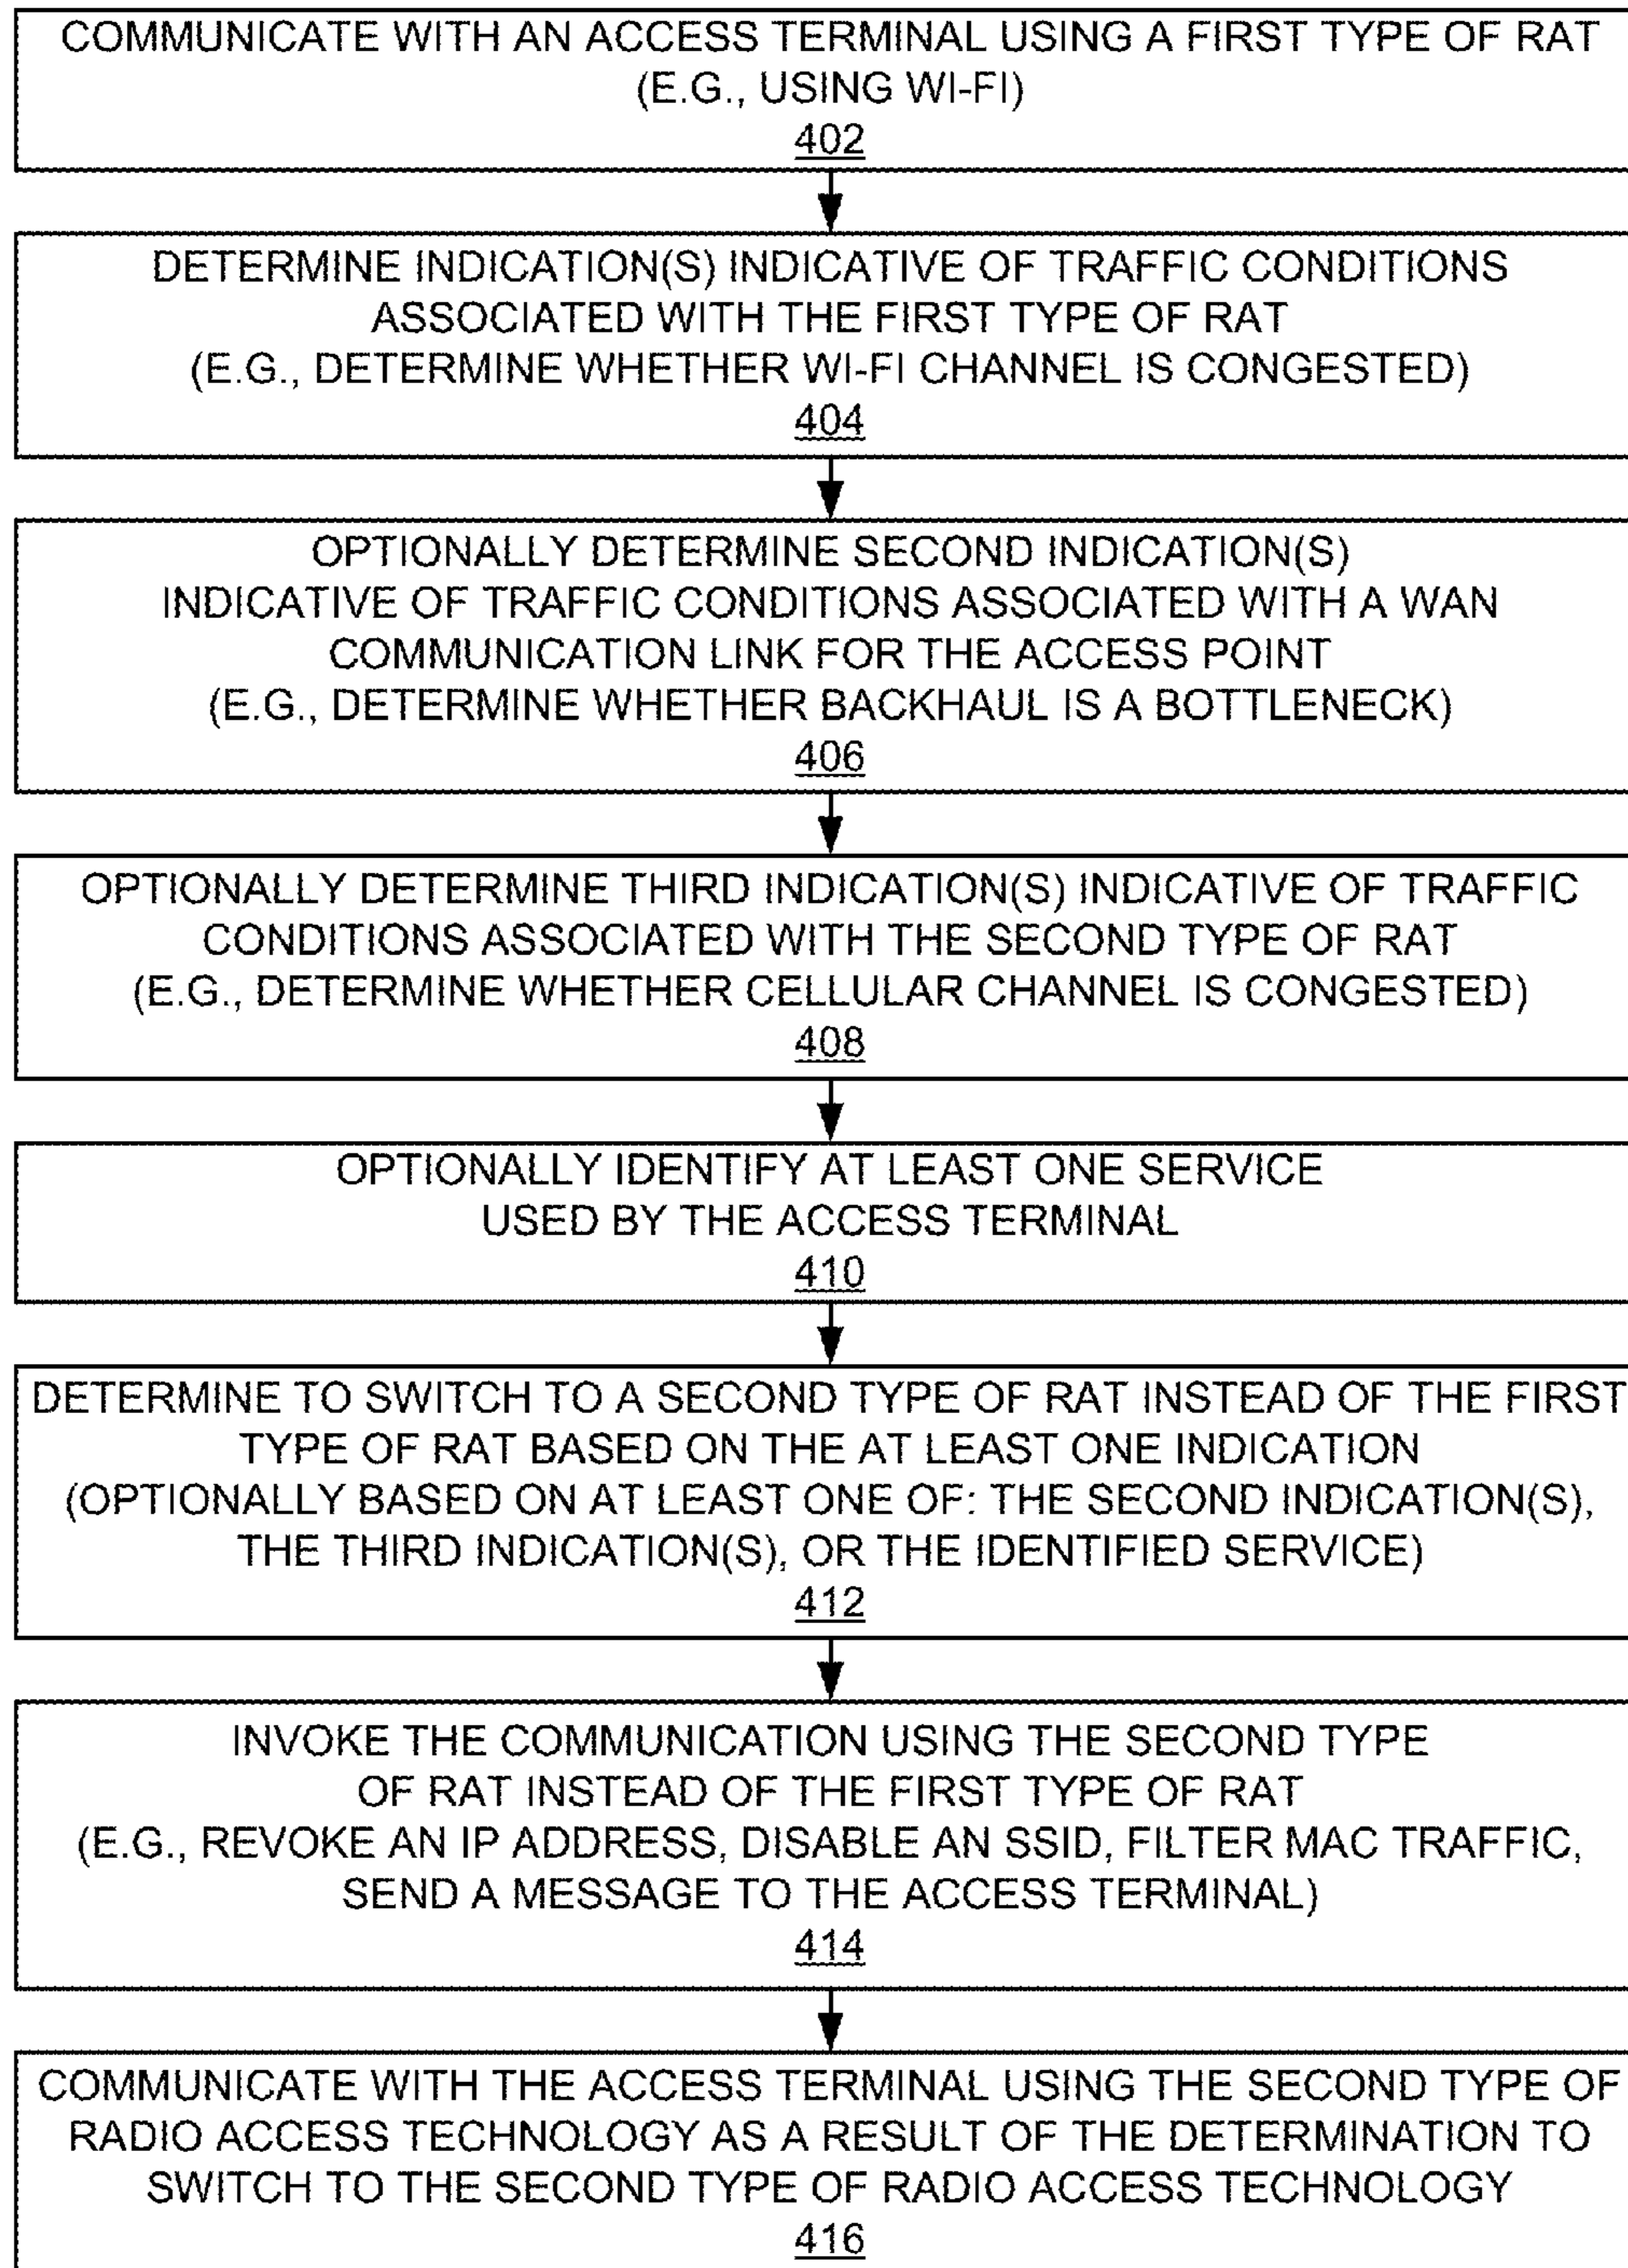 COMMUNICATE WITH AN ACCESS TERMINAL USING A FIRST TYPE OF RAT
(E.G., USING WI-FI)
402
DETERMINE INDICATION(S) INDICATIVE OF TRAFFIC CONDITIONS
ASSOCIATED WITH THE FIRST TYPE OF RAT
(E.G., DETERMINE WHETHER WI-FI CHANNEL IS CONGESTED)
404
OPTIONALLY DETERMINE SECOND INDICATION(S)
INDICATIVE OF TRAFFIC CONDITIONS ASSOCIATED WITH A WAN
COMMUNICATION LINK FOR THE ACCESS POINT
(E.G., DETERMINE WHETHER BACKHAUL IS A BOTTLENECK)
406
OPTIONALLY DETERMINE THIRD INDICATION(S) INDICATIVE OF TRAFFIC
CONDITIONS ASSOCIATED WITH THE SECOND TYPE OF RAT
(E.G., DETERMINE WHETHER CELLULAR CHANNEL IS CONGESTED)
408
OPTIONALLY IDENTIFY AT LEAST ONE SERVICE
USED BY THE ACCESS TERMINAL
410
DETERMINE TO SWITCH TO A SECOND TYPE OF RAT INSTEAD OF THE FIRST
TYPE OF RAT BASED ON THE AT LEAST ONE INDICATION
(OPTIONALLY BASED ON AT LEAST ONE OF: THE SECOND INDICATION(S),
THE THIRD INDICATION(S), OR THE IDENTIFIED SERVICE)
412
INVOKE THE COMMUNICATION USING THE SECOND TYPE
OF RAT INSTEAD OF THE FIRST TYPE OF RAT
(E.G., REVOKE AN IP ADDRESS, DISABLE AN SSID, FILTER MAC TRAFFIC,
SEND A MESSAGE TO THE ACCESS TERMINAL)
414
COMMUNICATE WITH THE ACCESS TERMINAL USING THE SECOND TYPE OF
RADIO ACCESS TECHNOLOGY AS A RESULT OF THE DETERMINATION TO
SWITCH TO THE SECOND TYPE OF RADIO ACCESS TECHNOLOGY
416